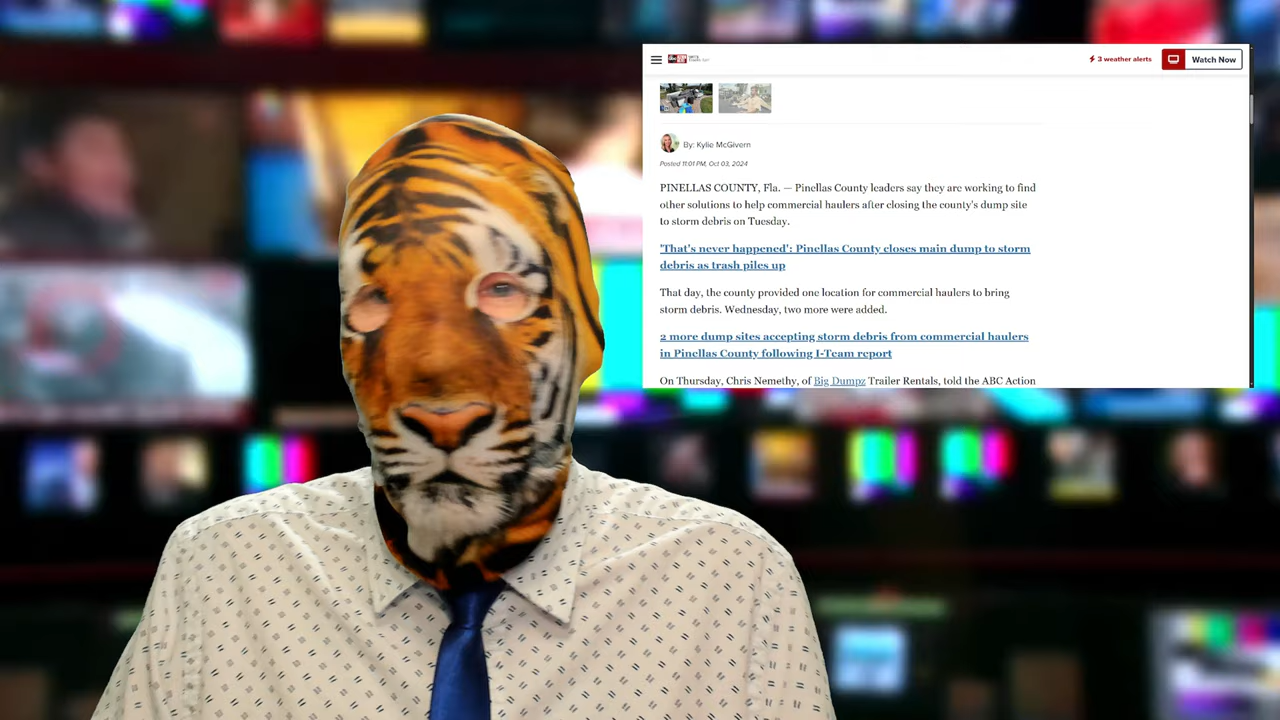 3 weather alerts
Watch Now
By: Kylie McGivern
Posted 11:01 PM, Oct 03, 2024
PINELLAS COUNTY, Fla. — Pinellas County leaders say they are working to find
other solutions to help commercial haulers after closing the county's dump site
to storm debris on Tuesday.
'That's never happened': Pinellas County closes main dump to storm
debris as trash piles up
That day, the county provided one location for commercial haulers to bring
storm debris. Wednesday, two more were added.
2 more dump sites accepting storm debris from commercial haulers
in Pinellas County following I-Team report
On Thursday, Chris Nemethy, of Big Dumpz Trailer Rentals, told the ABC Action